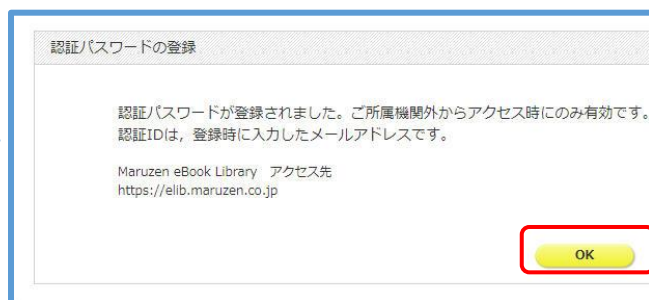 認証パスワードの登録
認証パスワードが登録されました。ご所属機関外からアクセス時にのみ有効です。
認証IDは，登録時に入力したメールアドレスです。
Maruzen eBook Library　アクセス先
https://elib.maruzen.co.jp
OK